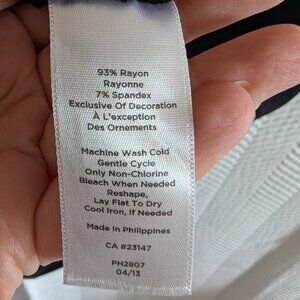 93% Rayon
Rayonne
7% Spandex
Exclusive Of Decoration
À L'exception
Des Ornements
Machine Wash Cold
Gentle Cycle
Only Non-Chlorine
Bleach When Needed
Reshape,
Lay Flat To Dry
Cool Iron, If Needed
Made In Philippines
CA #23147
PH2807
04/13